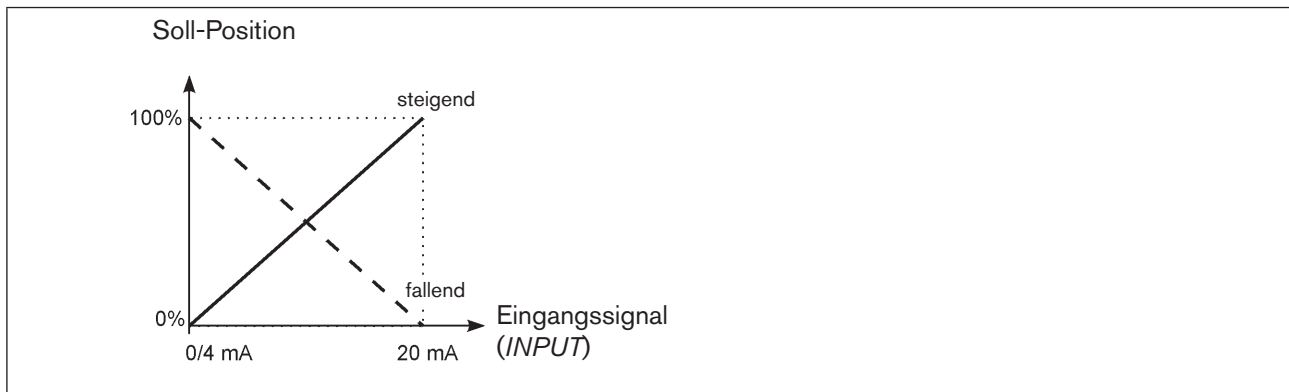 Soll-Position
steigend
100%
fallend
0%
Eingangssignal
(INPUT)
0/4 mA
20 mA